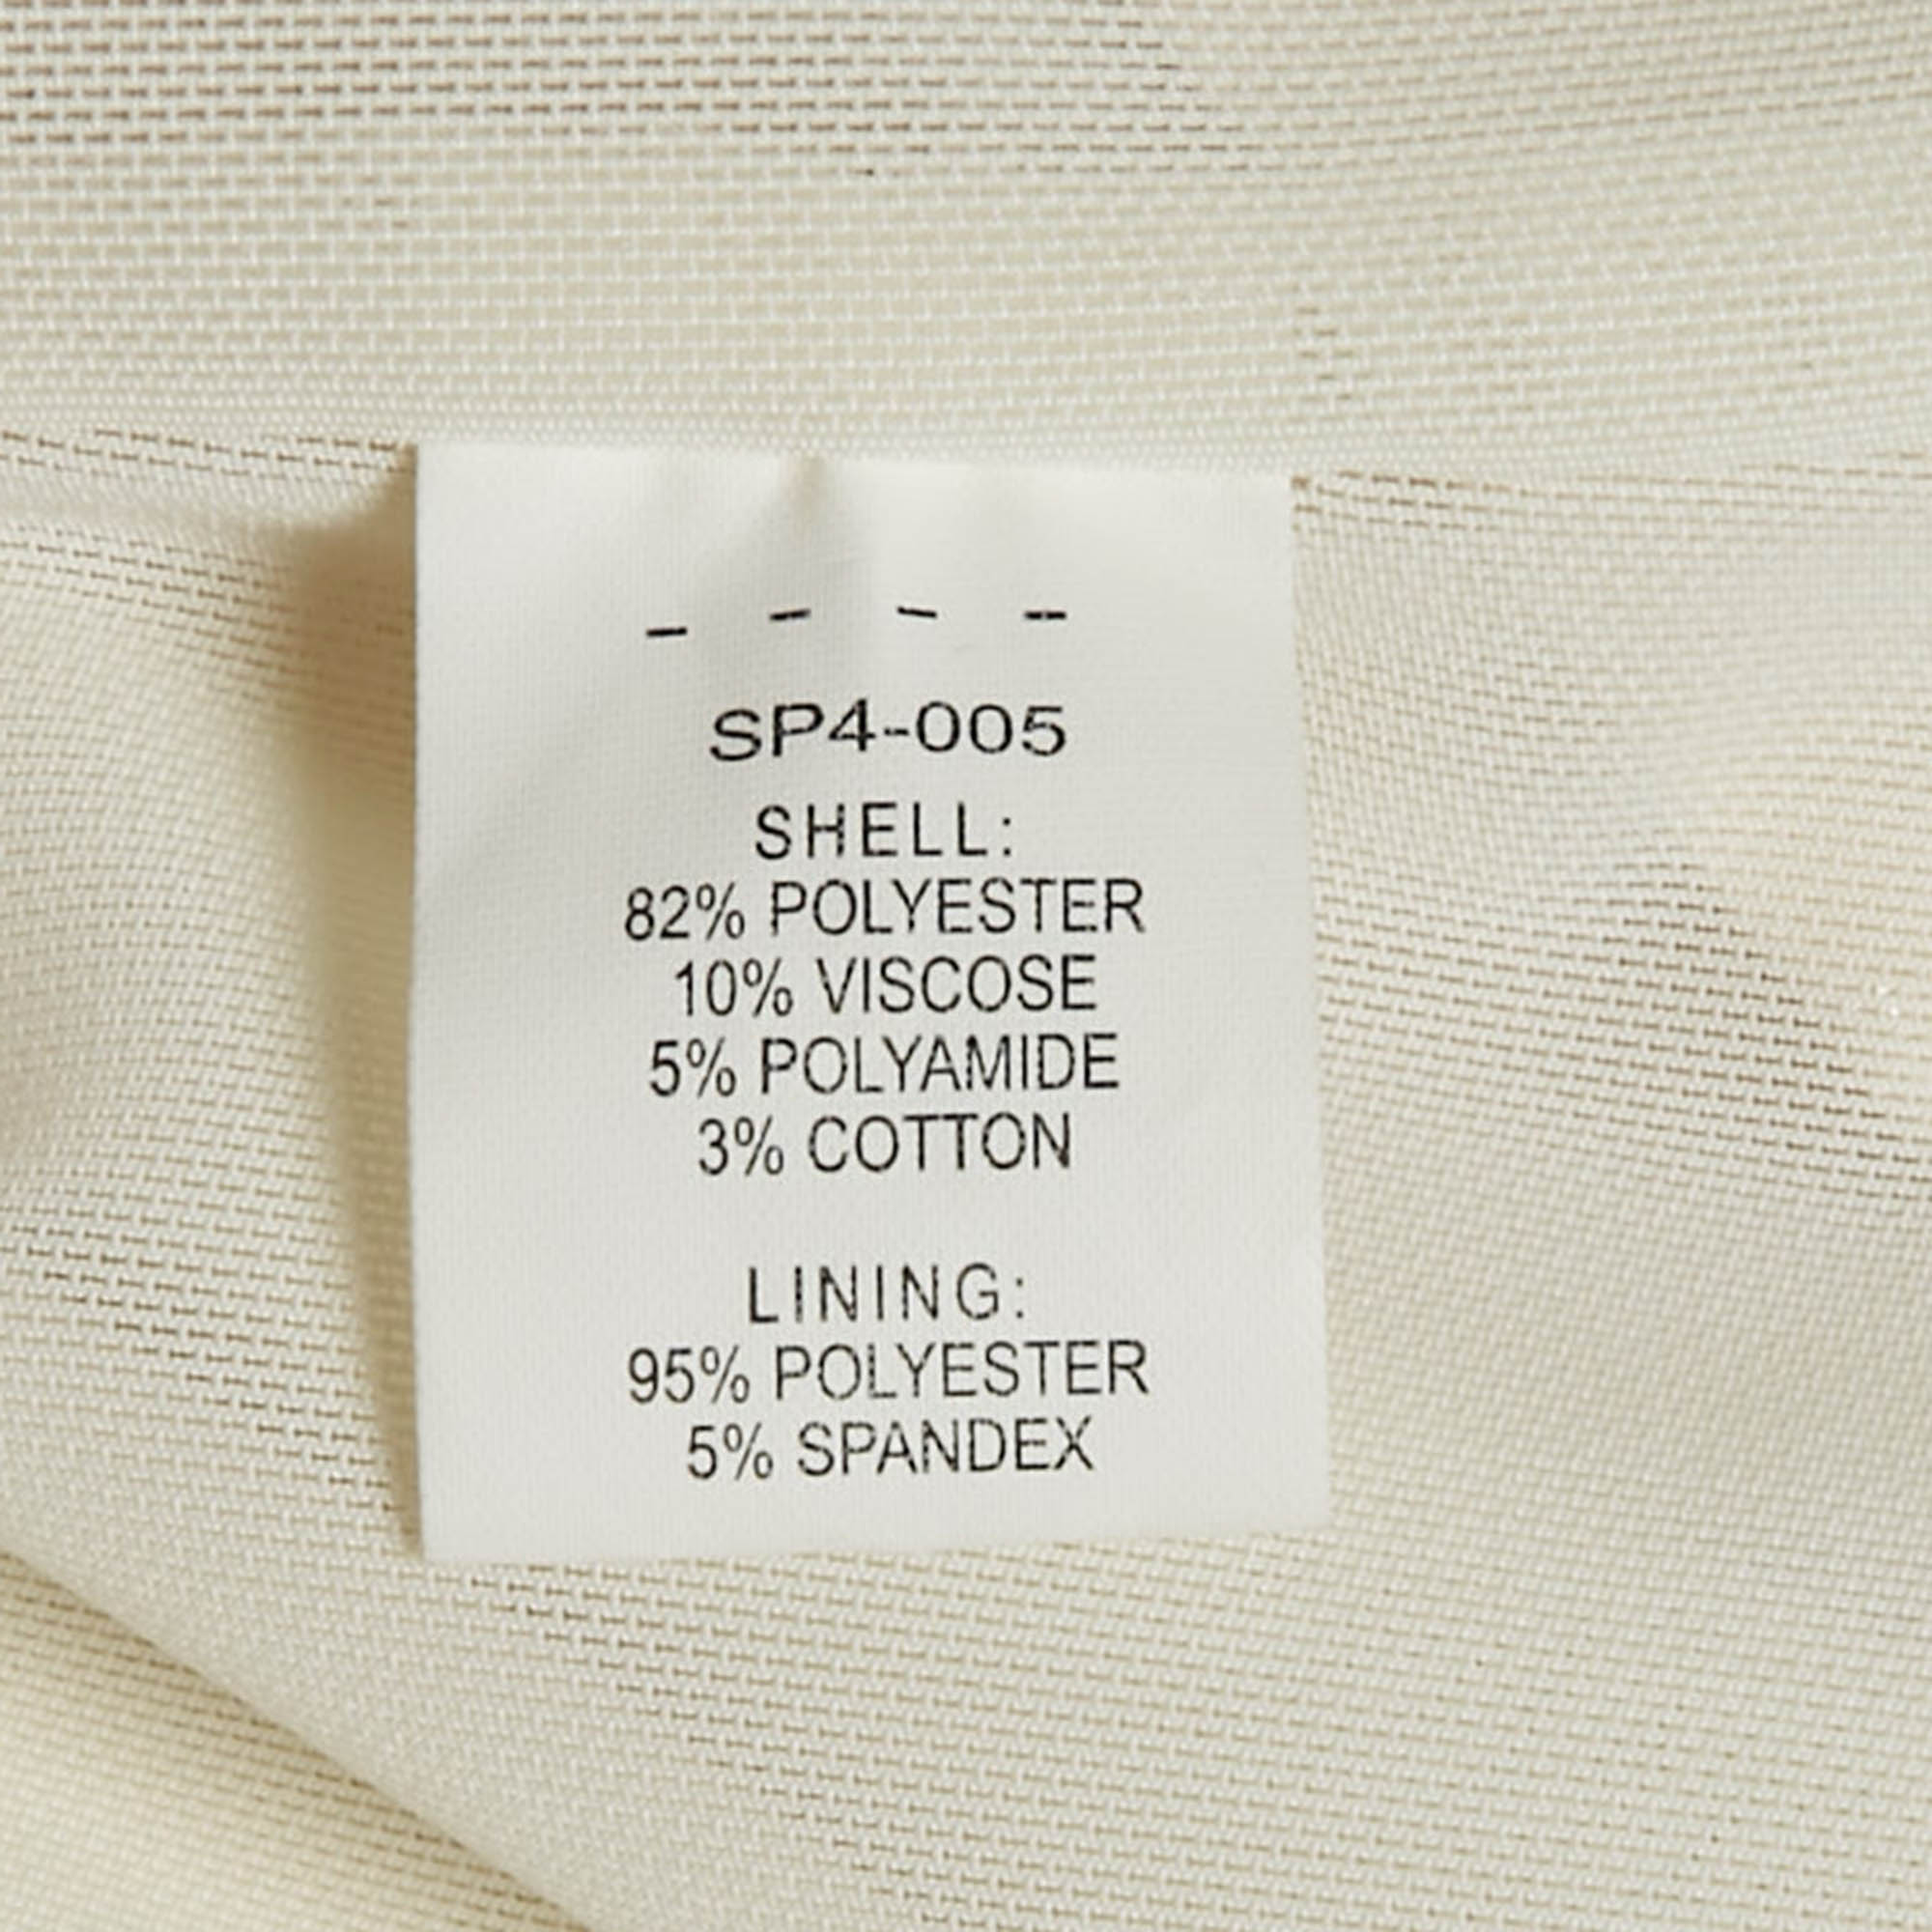 SP4-005
SHELL:
82% POLYESTER
10% VISCOSE
5% POLYAMIDE
3% COTTON
LINING:
95% POLYESTER
5% SPANDEX